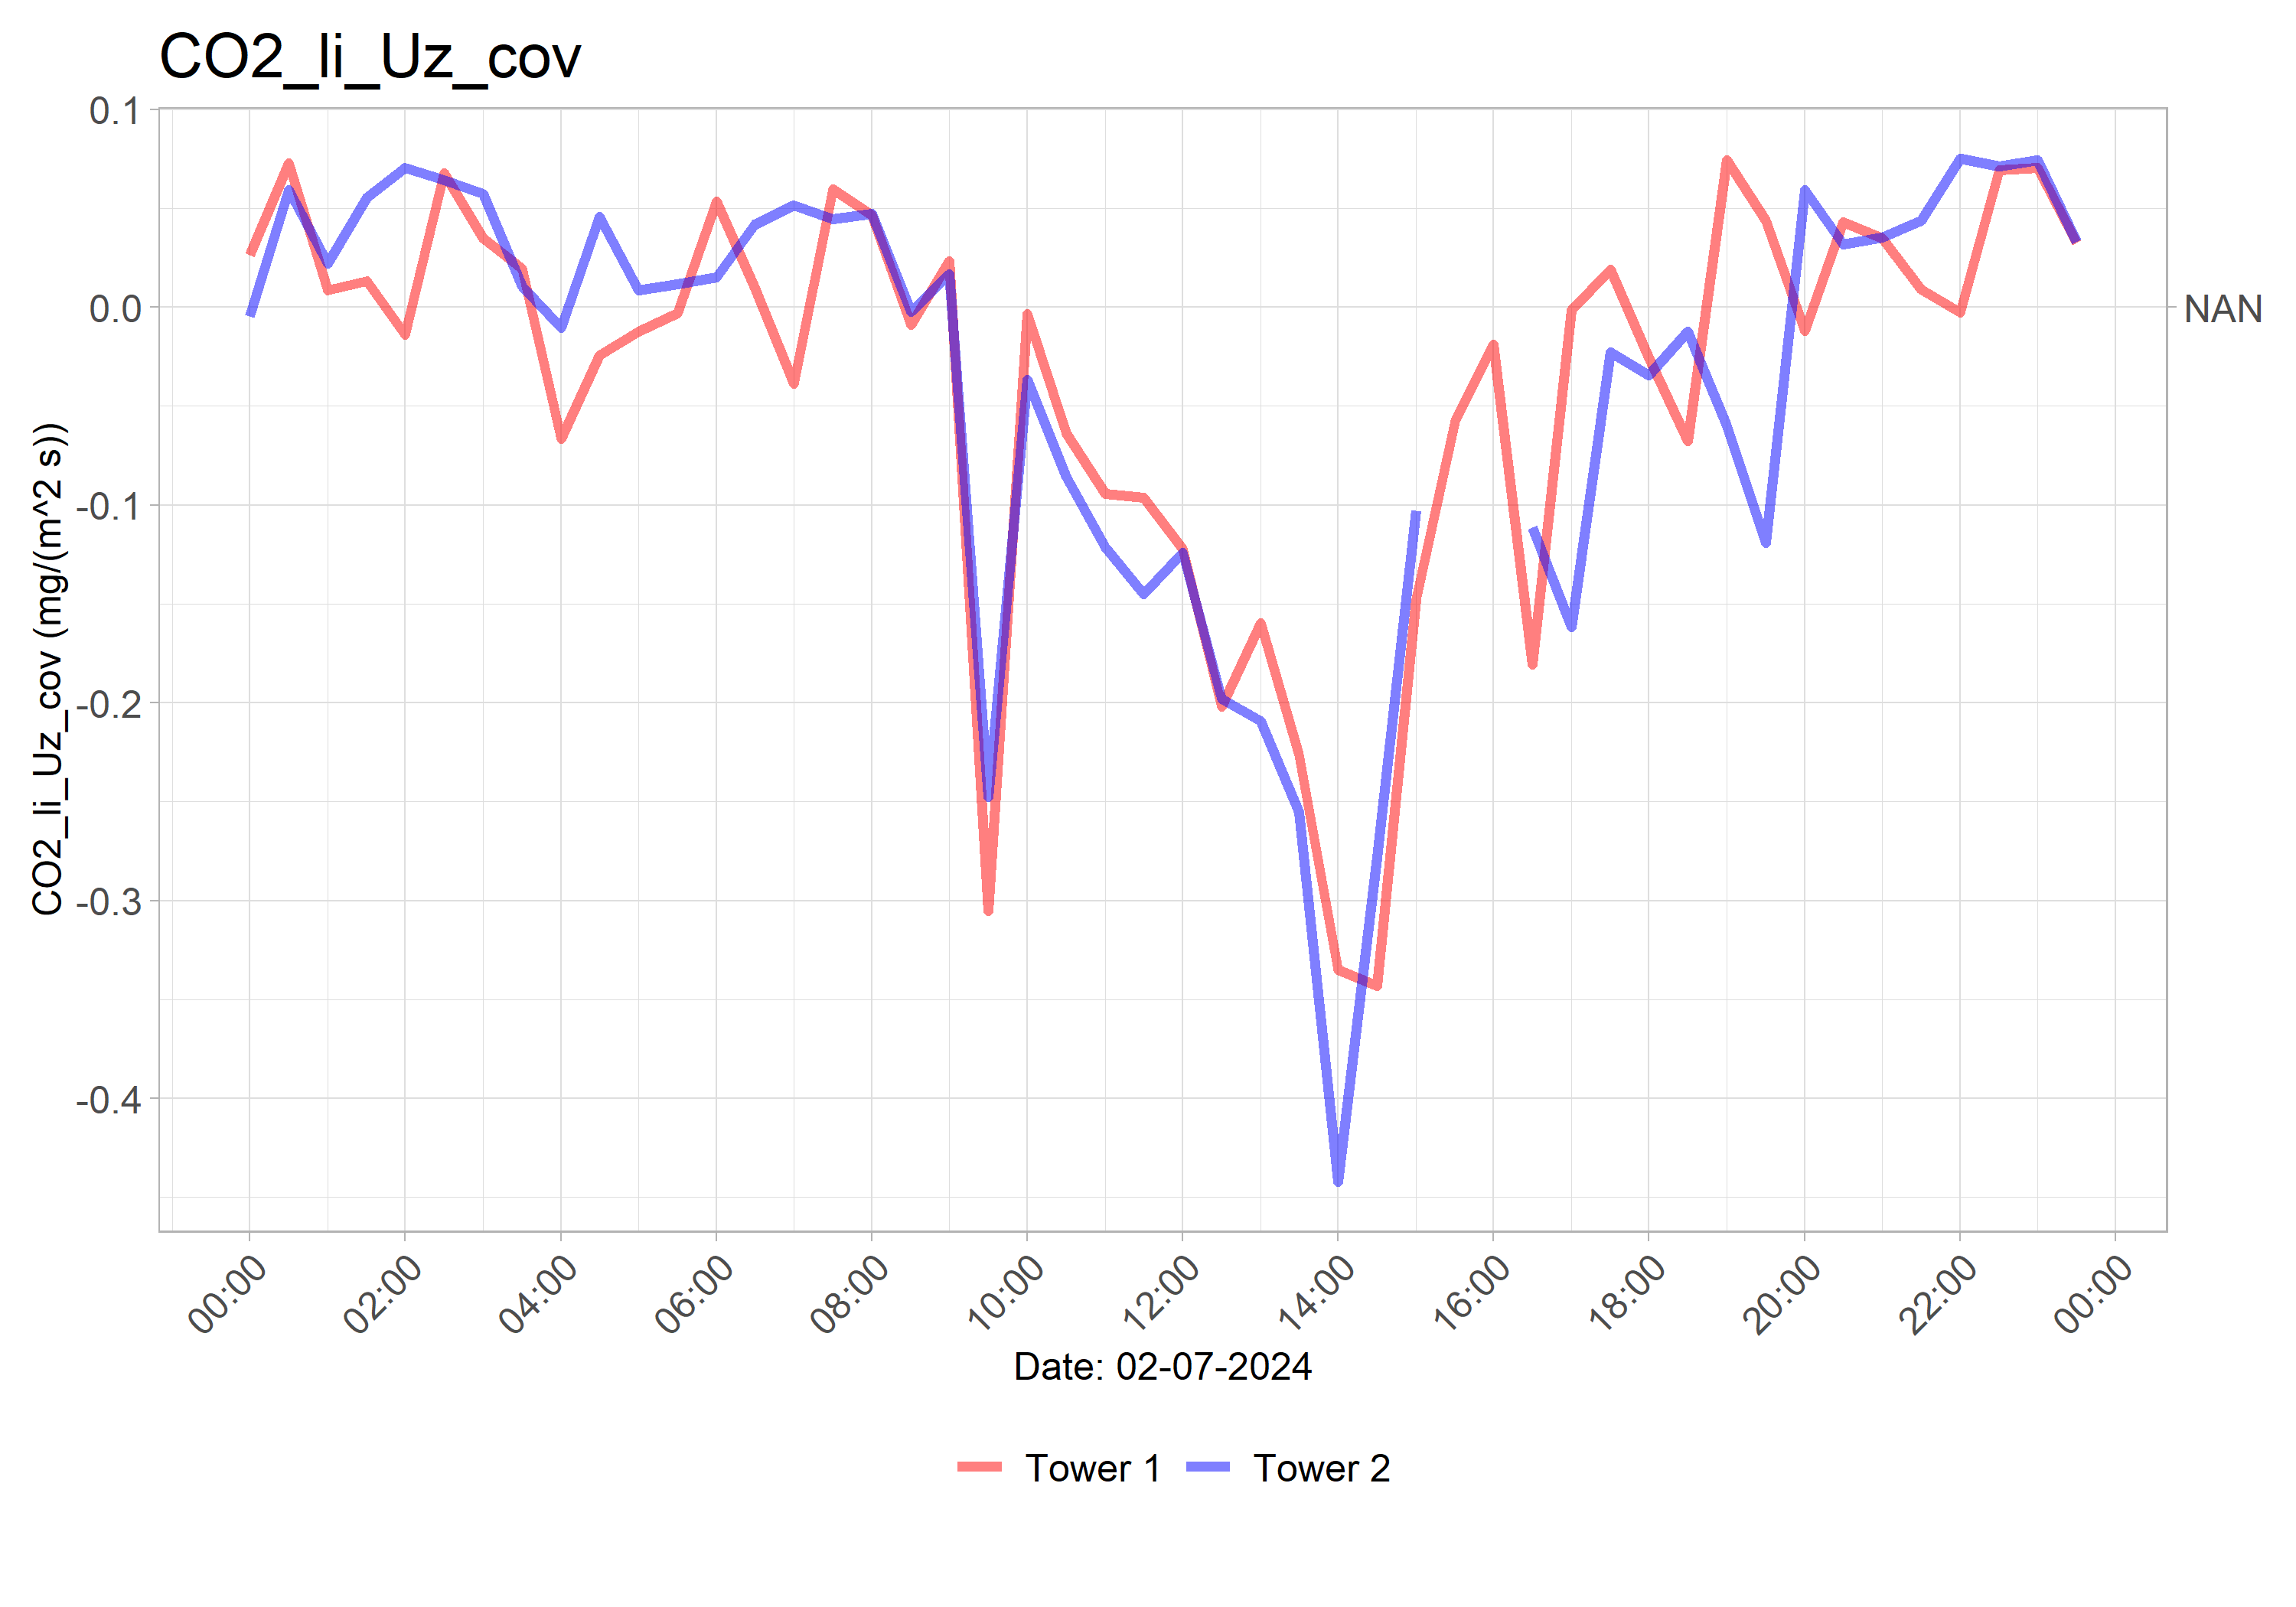 CO2_li_Uz_cov
0.1
0.0
-0.1
-0.2
-0.3
-0.4
NAN
CO2_li_Uz_cov (mg/(m^2 s))
00:00 02:00 04:00 06:00 08:00 10:00 12:00 14:00 16:00 18:00 20:00 22:00 00:00
Date: 02-07-2024
Tower 1 Tower 2